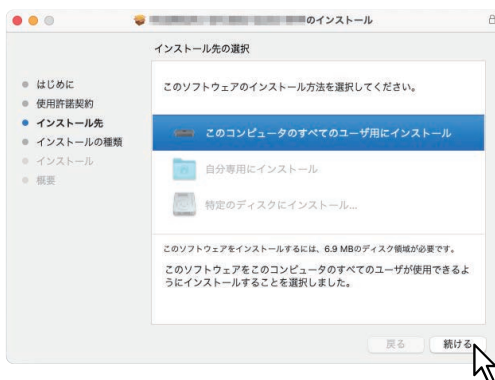 のインストール
インストール先の選択
はじめに
使用許諾契約
インストール先
インストールの種類
インストール
概要
このソフトウェアのインストール方法を選択してください。
このコンピュータのすべてのユーザ用にインストール
自分専用にインストール
特定のディスクにインストール...
このソフトウェアをインストールするには、6.9 MBのディスク領域が必要です。
このソフトウェアをこのコンピュータのすべてのユーザが使用できるよ
うにインストールすることを選択しました。
戻る
続ける